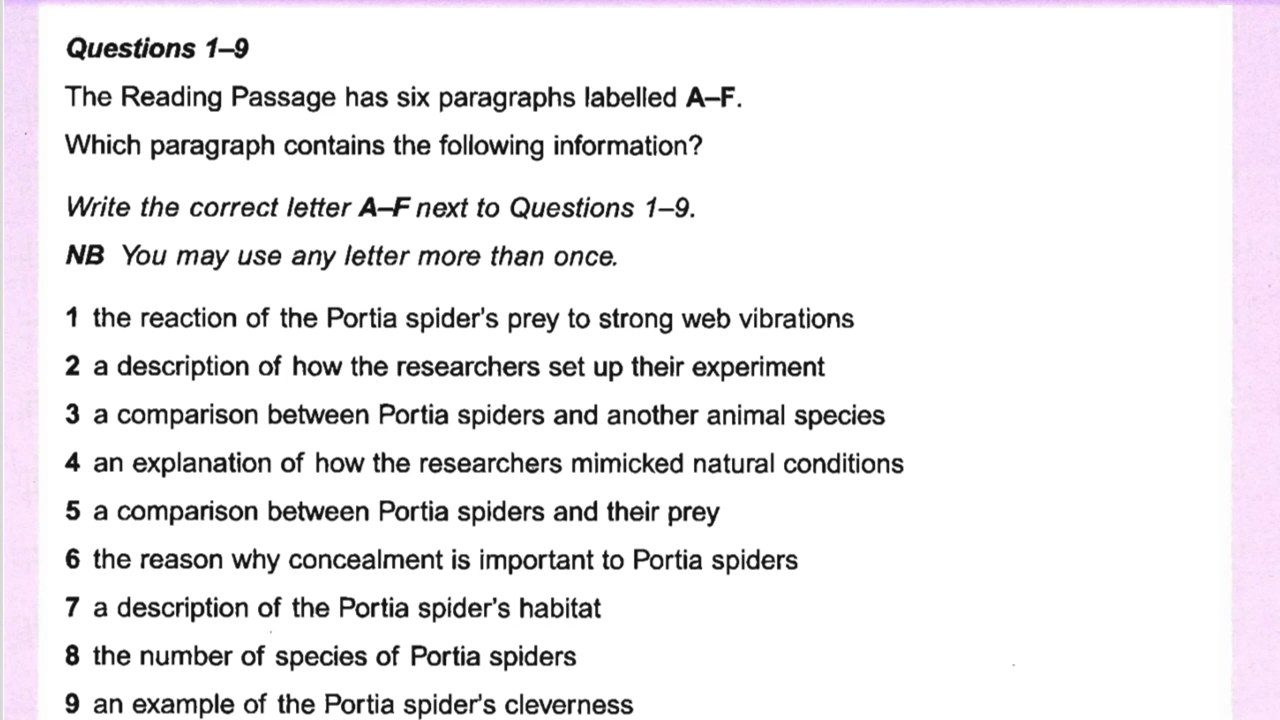 Questions 1–9
The Reading Passage has six paragraphs labelled A–F.
Which paragraph contains the following information?
Write the correct letter A–F next to Questions 1–9.
NB You may use any letter more than once.
1 the reaction of the Portia spider's prey to strong web vibrations
2 a description of how the researchers set up their experiment
3 a comparison between Portia spiders and another animal species
4 an explanation of how the researchers mimicked natural conditions
5 a comparison between Portia spiders and their prey
6 the reason why concealment is important to Portia spiders
7 a description of the Portia spider's habitat
8 the number of species of Portia spiders
9 an example of the Portia spider's cleverness